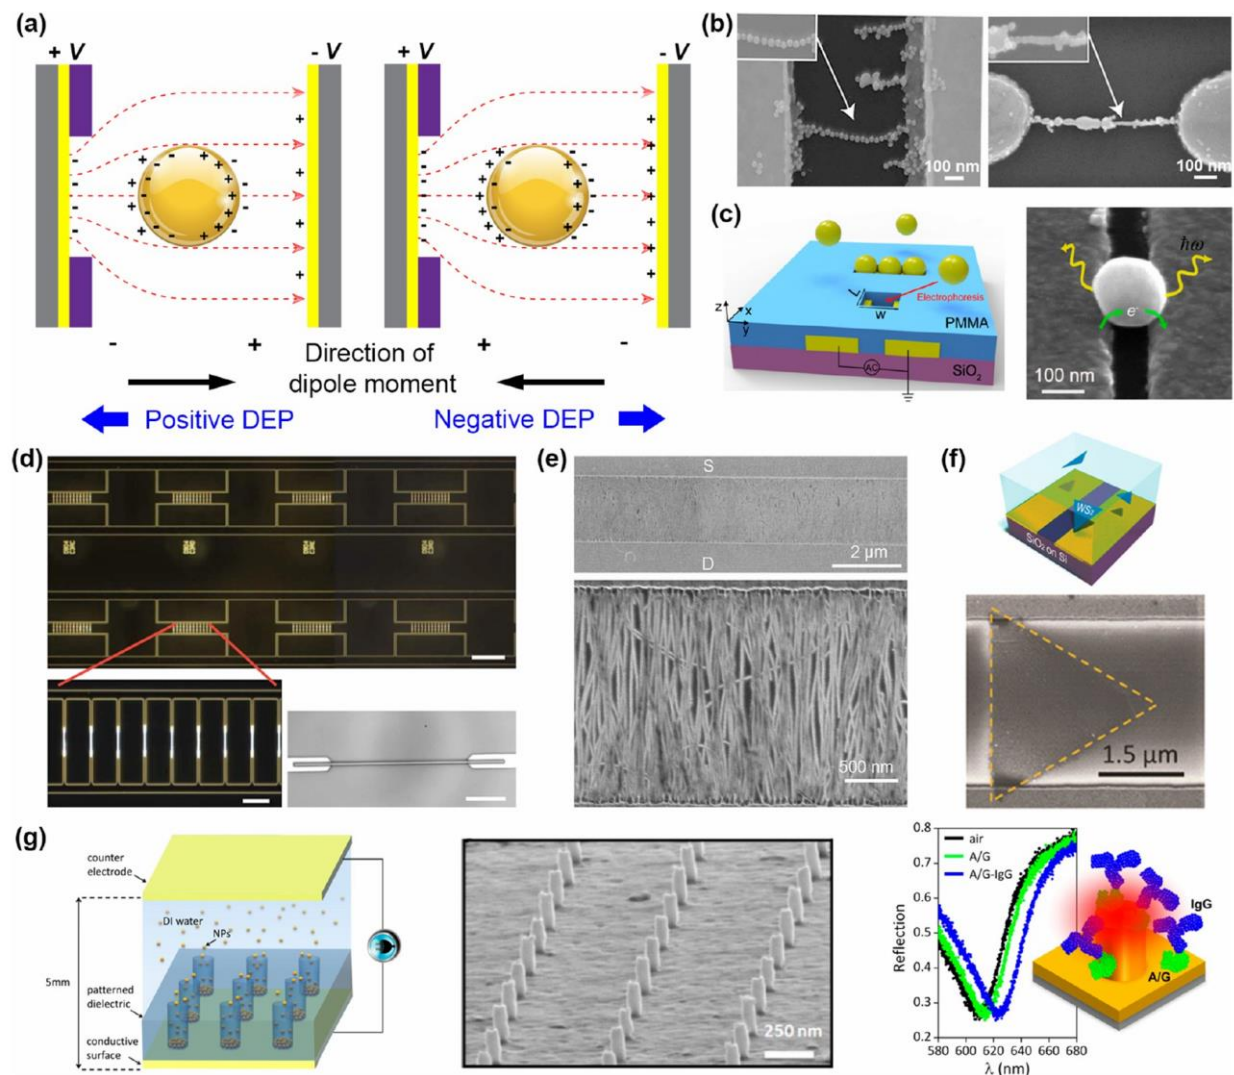 (a)
+ V
- V
+ V
- V
- +
Direction of
dipole moment
+ -
Positive DEP
Negative DEP
(b)
100 nm
100 nm
(c)
Electrophoresis
L
W
z
x
y
PMMA
AC
SiO2
ħω
e-
100 nm
(d)
(e)
S
D
2 µm
500 nm
(f)
WS2
SiO2 on Si
1.5 µm
(g)
counter
electrode
DI water
NPs
5mm
patterned
dielectric
conductive
surface
250 nm
0.8
0.7
0.6
0.5
0.4
0.3
0.2
Reflection
air
A/G
A/G-IgG
580 600 620 640 660 680
λ (nm)
IgG
A/G